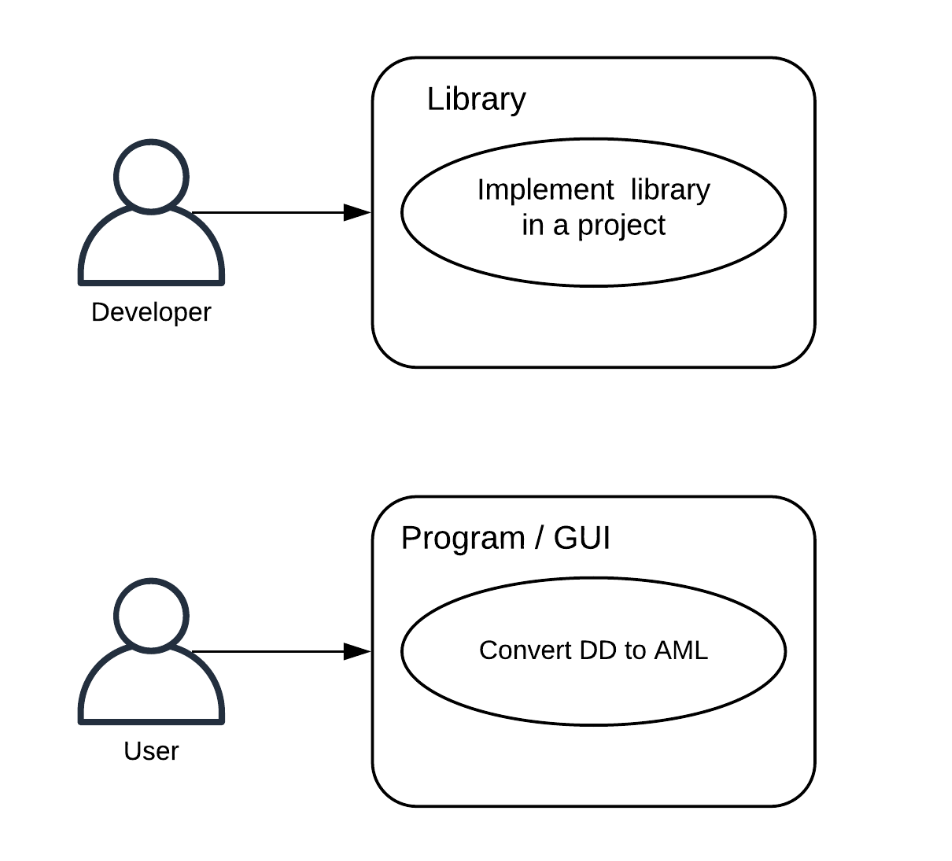 Library
Implement library
in a project
Developer
Program / GUI
Convert DD to AML
User